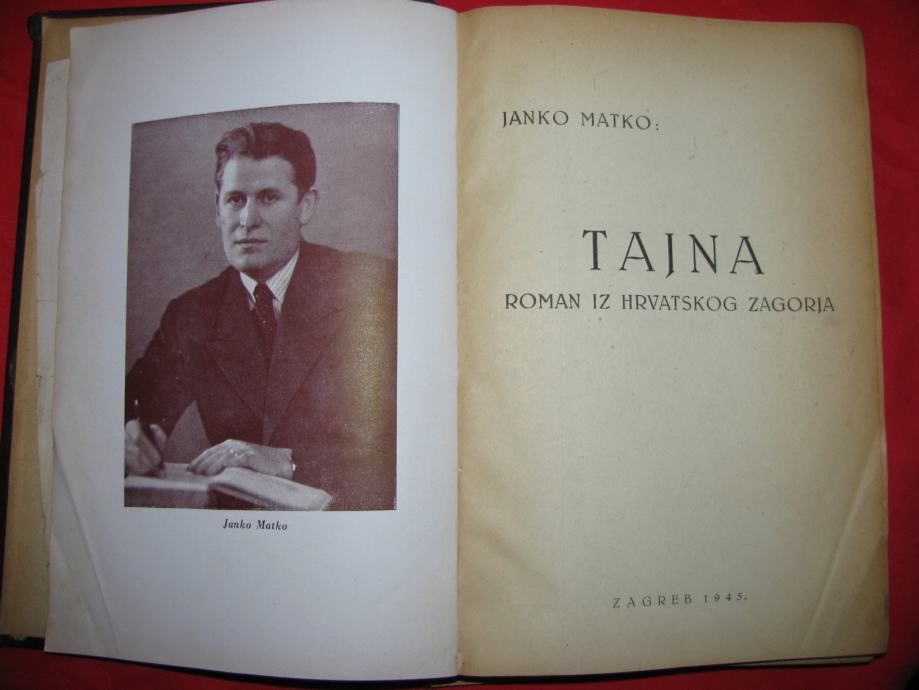 Janko Matko
JANKO MATKO:
TAJNA
ROMAN IZ HRVATSKOG ZAGORJA
ZAGREB 1945.